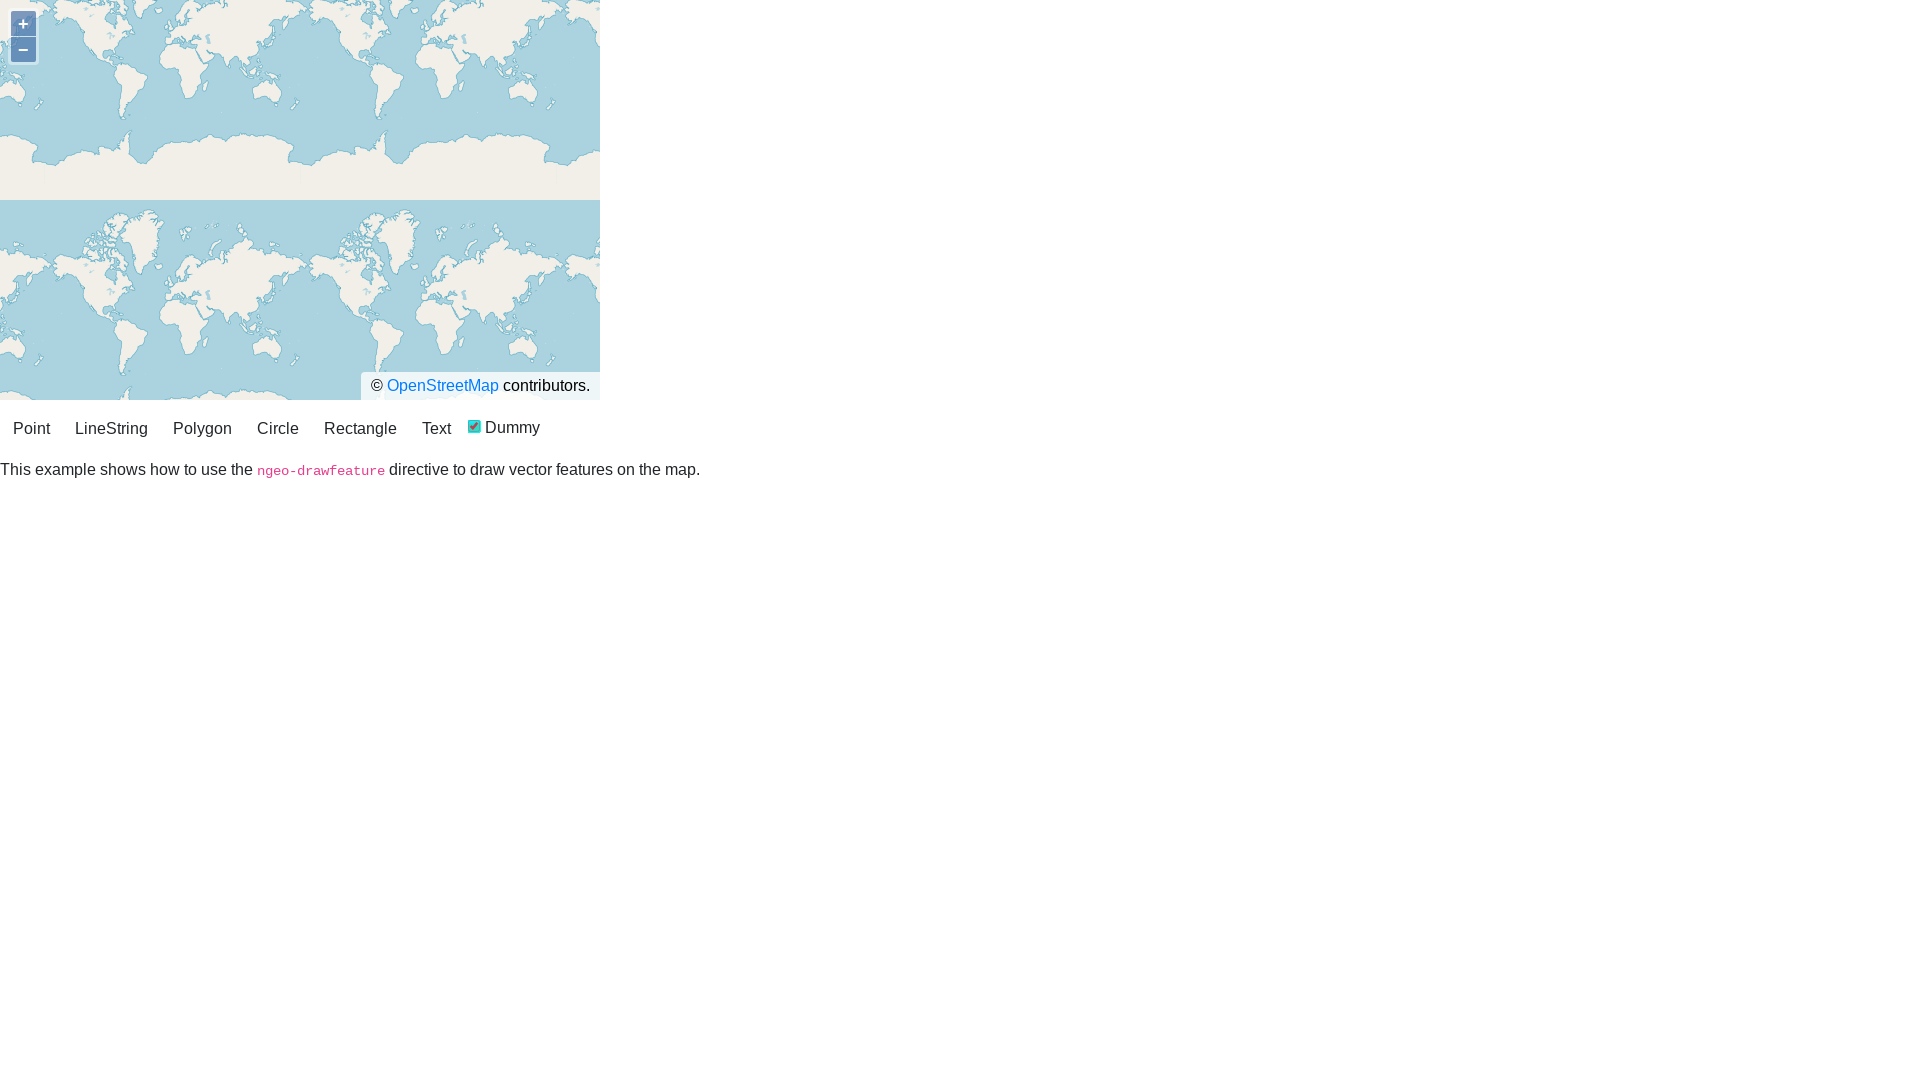 +
–
© OpenStreetMap contributors.
Point LineString Polygon Circle Rectangle Text Dummy
This example shows how to use the ngeo-drawfeature directive to draw vector features on the map.